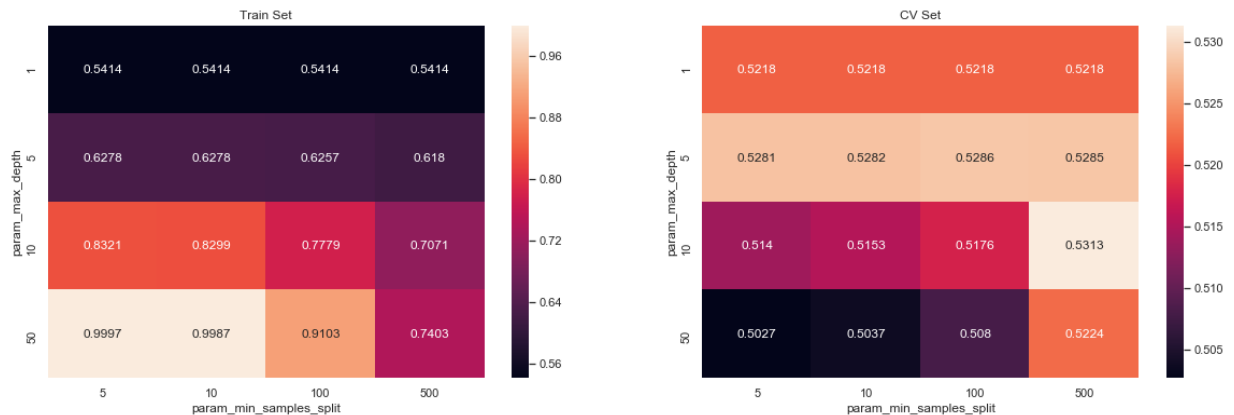 Train Set
1 0.5414 0.5414 0.5414 0.5414
5 0.6278 0.6278 0.6257 0.618
10 0.8321 0.8299 0.7779 0.7071
50 0.9997 0.9987 0.9103 0.7403
5 10 100 500
param_min_samples_split
param_max_depth
0.96
0.88
0.80
0.72
0.64
0.56
CV Set
1 0.5218 0.5218 0.5218 0.5218
5 0.5281 0.5282 0.5286 0.5285
10 0.514 0.5153 0.5176 0.5313
50 0.5027 0.5037 0.508 0.5224
5 10 100 500
param_min_samples_split
param_max_depth
0.530
0.525
0.520
0.515
0.510
0.505